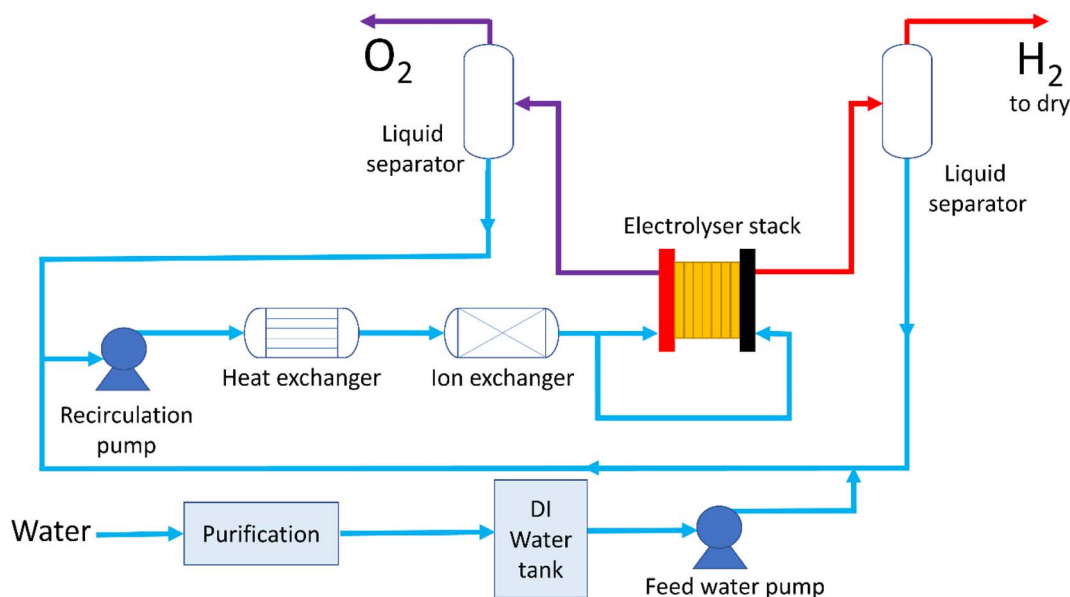 O₂
H₂
to dry
Liquid
separator
Liquid
separator
Electrolyser stack
Heat exchanger
Ion exchanger
Recirculation
pump
Water
Purification
DI
Water
tank
Feed water pump